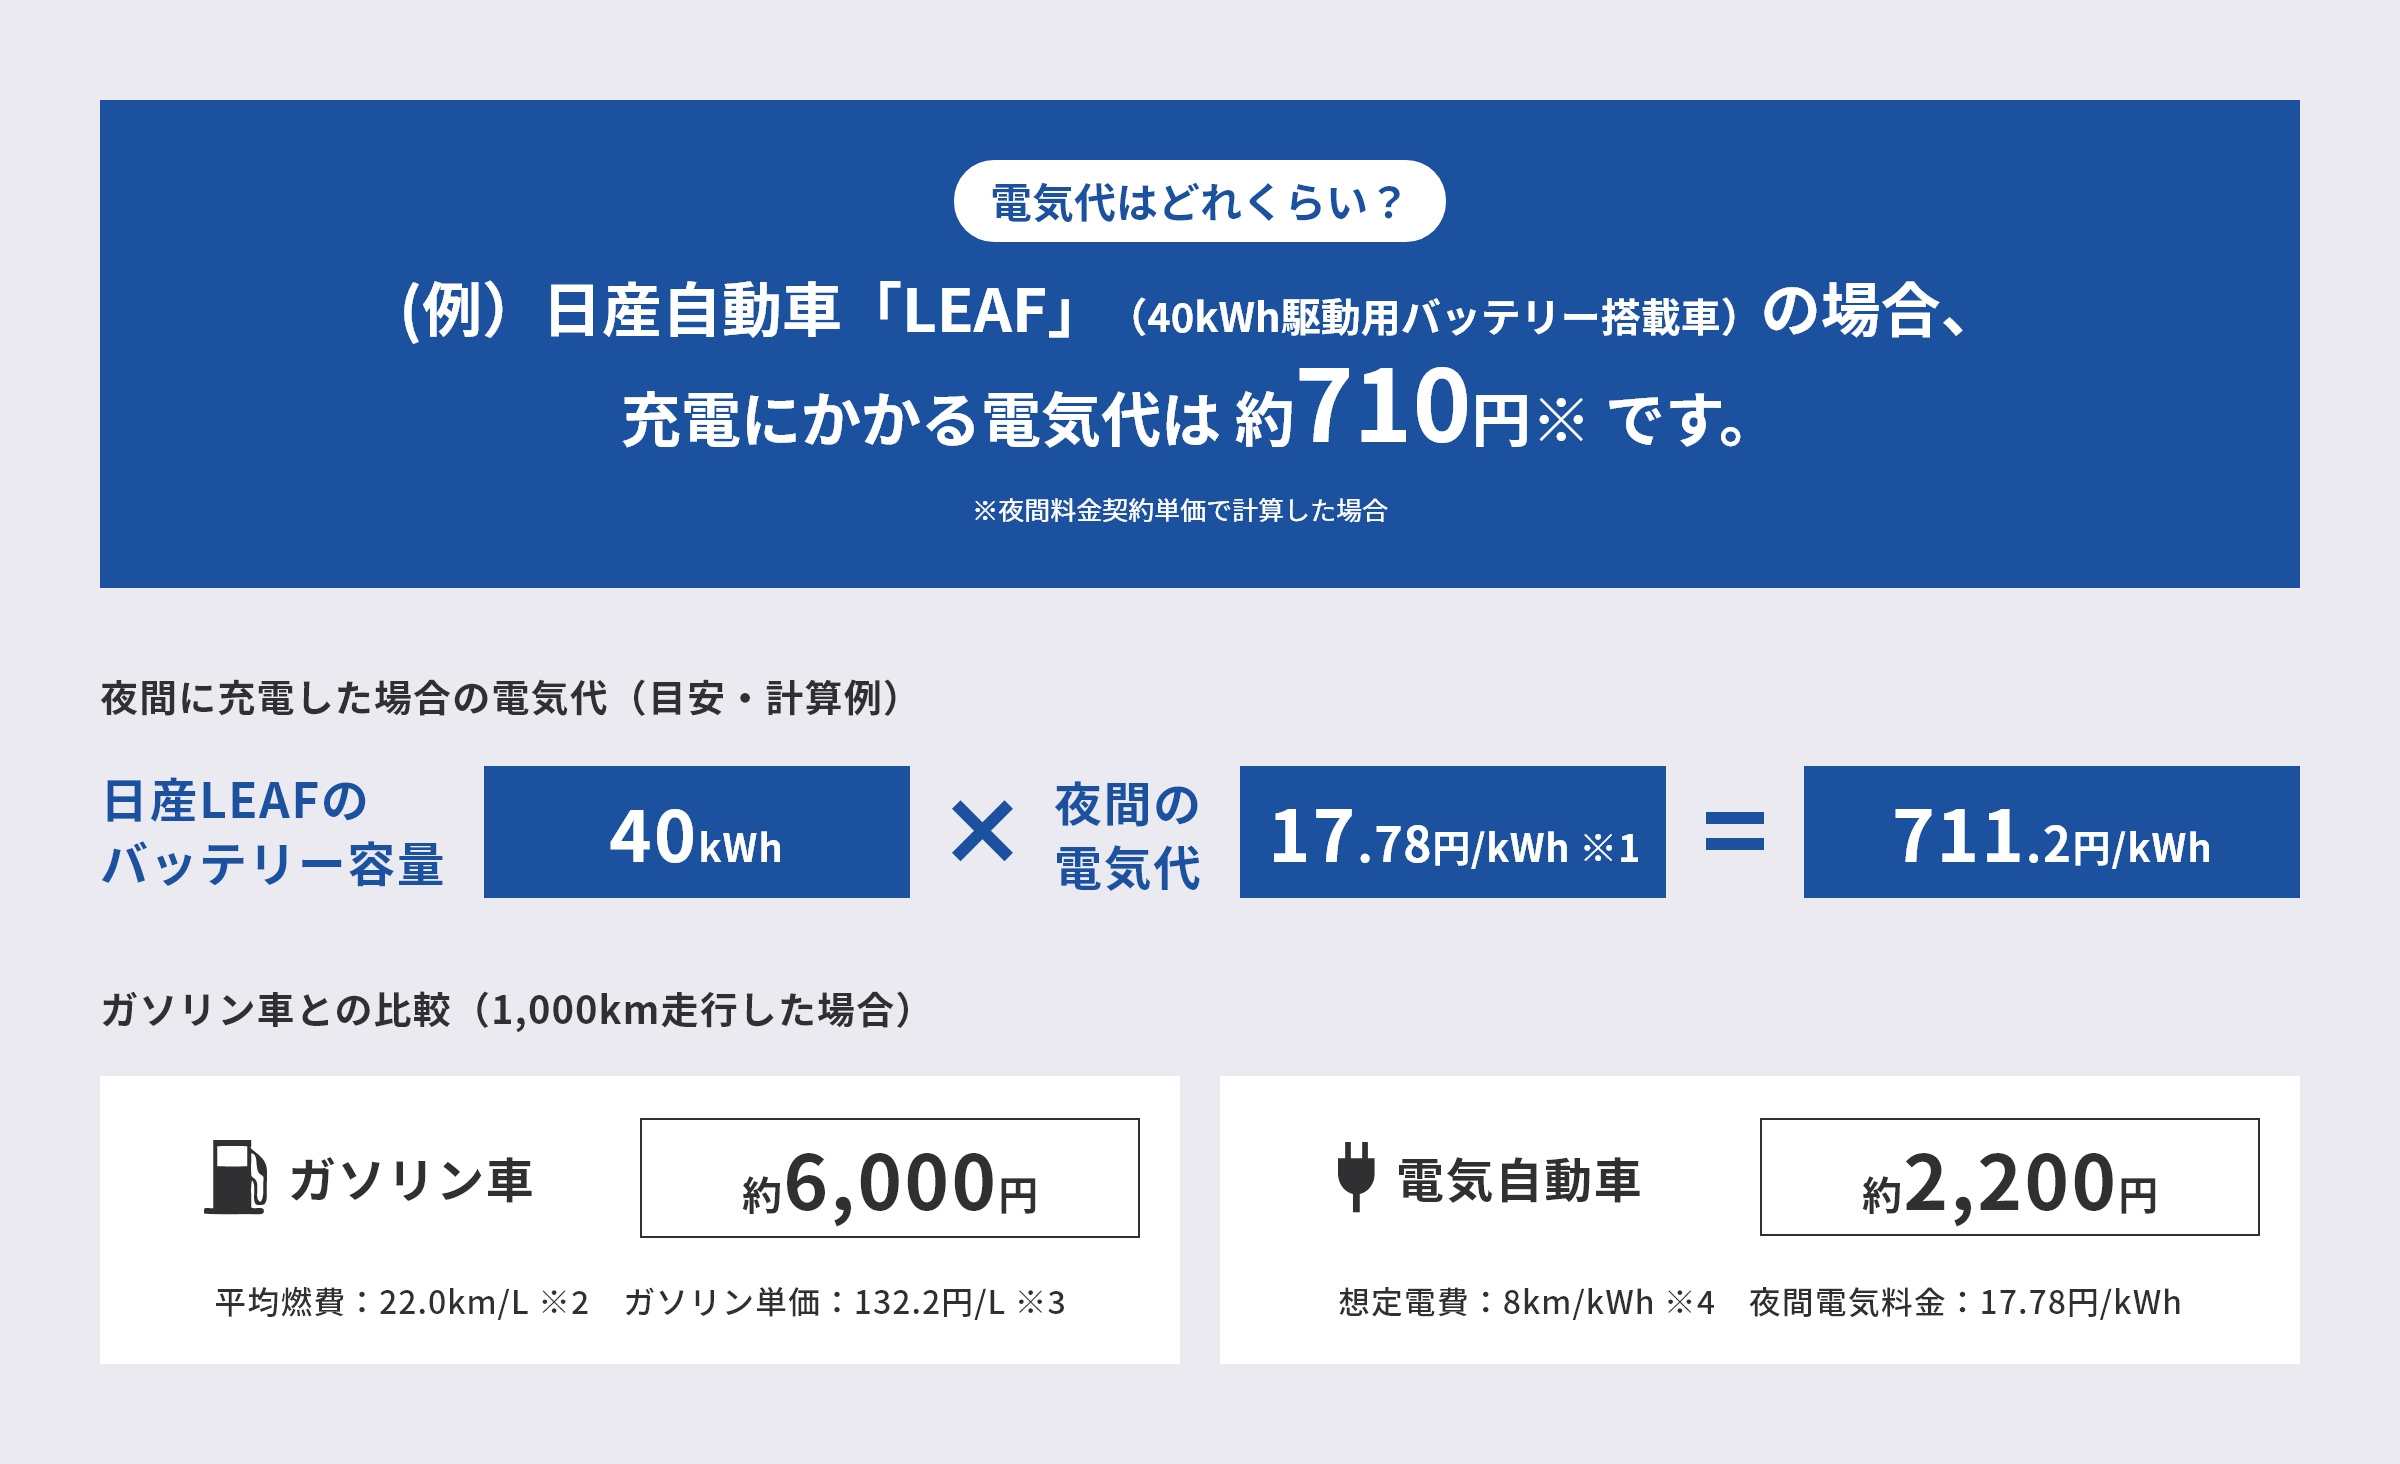 電気代はどれくらい？
(例）日産自動車「LEAF」（40kWh駆動用バッテリー搭載車）の場合、
充電にかかる電気代は 約710円※ です。
※夜間料金契約単価で計算した場合
夜間に充電した場合の電気代（目安・計算例）
日産LEAFの
バッテリー容量
40kWh
×
夜間の
電気代
17.78円/kWh ※1
=
711.2円/kWh
ガソリン車との比較（1,000km走行した場合）
ガソリン車
約6,000円
平均燃費：22.0km/L ※2　ガソリン単価：132.2円/L ※3
電気自動車
約2,200円
想定電費：8km/kWh ※4　夜間電気料金：17.78円/kWh